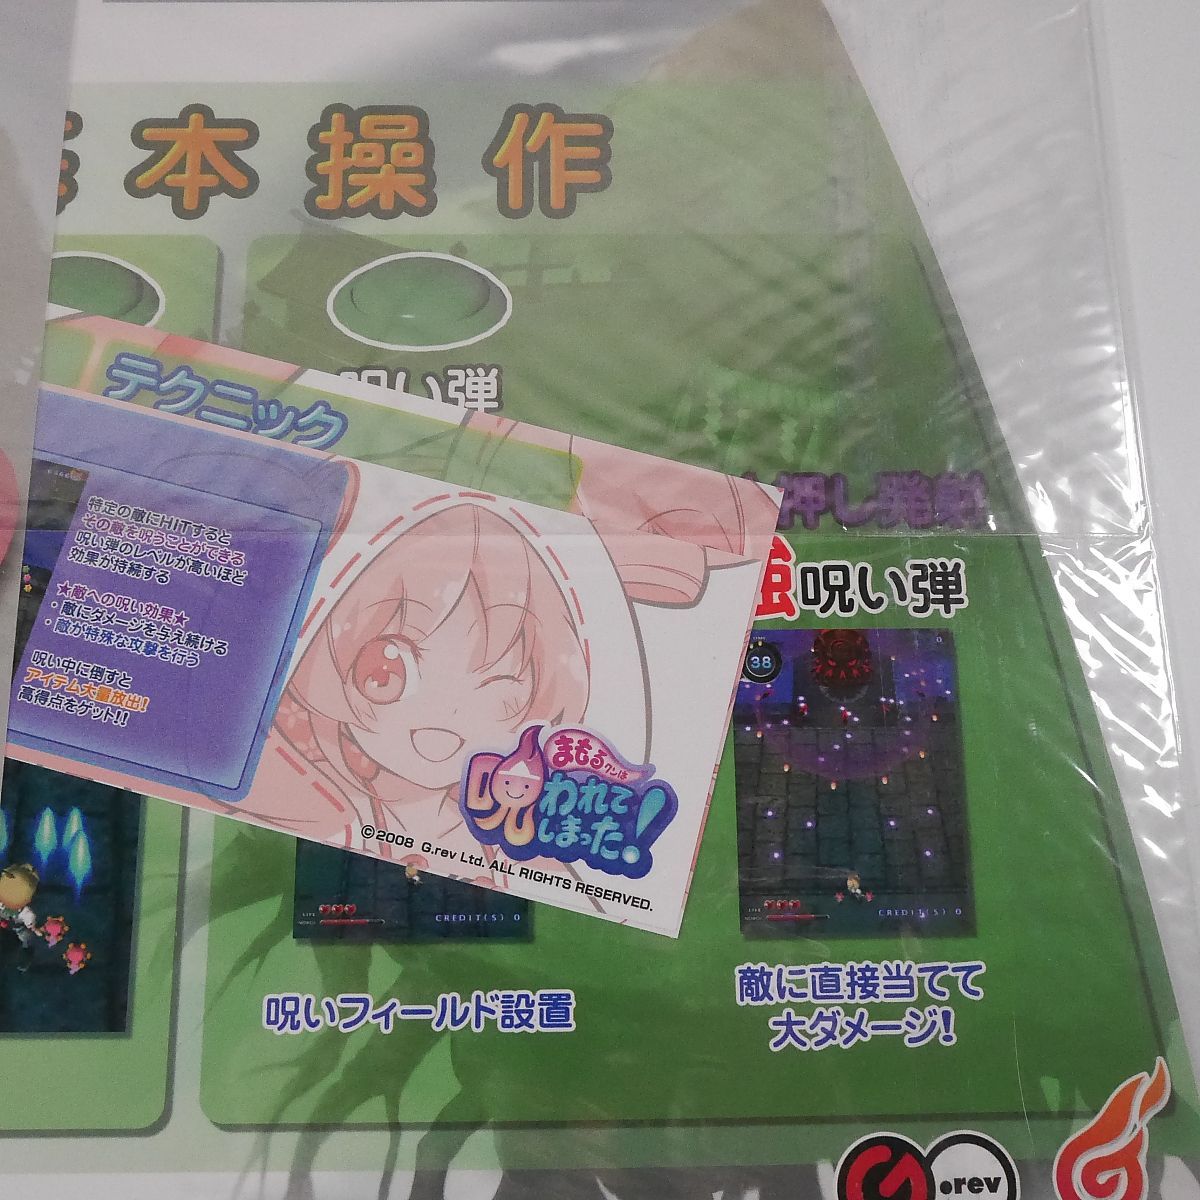 本操作
呪い弾
テクニック
特定の敵にHITすると
その敵を呪うことができる
呪い弾のレベルが高いほど
効果が持続する
★敵への呪い効果★
・敵にダメージを与え続ける
・敵が特殊な攻撃を行う
呪い中に倒すと
アイテム大量放出!
高得点をゲット!!
まもるクンは
呪われて
しまった!
©2008 G.rev Ltd. ALL RIGHTS RESERVED.
押し発射
強呪い弾
38
CREDIT(S) 0
CREDIT(S) 0
呪いフィールド設置
敵に直接当てて
大ダメージ!
G.rev